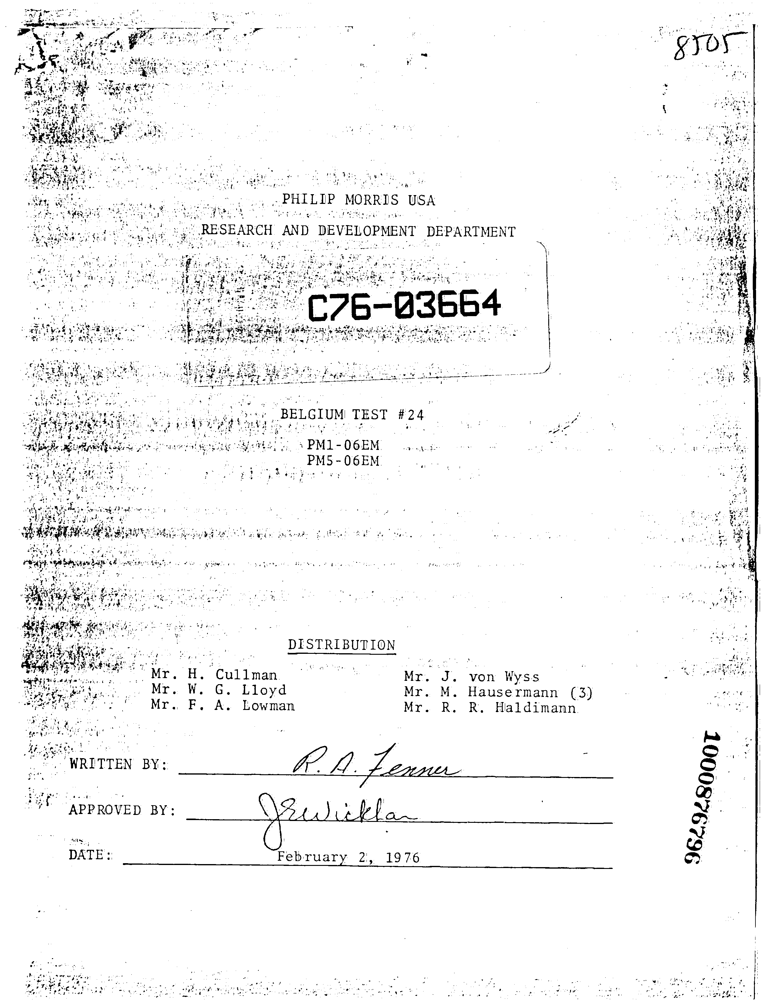 8505
PHILIP MORRIS USA
RESEARCH AND DEVELOPMENT DEPARTMENT
C76-03664
BELGIUM TEST #24
PM1-06EM
PM5-06EM
DISTRIBUTION
Mr. H. Cullman Mr. J. von Wyss
Mr. W. G. Lloyd Mr. M. Hausermann (3)
Mr. F. A. Lowman Mr. R. R. Haldimann
WRITTEN BY: R. A. Fenner
APPROVED BY: JEWickham
DATE: February 2, 1976
1000876796